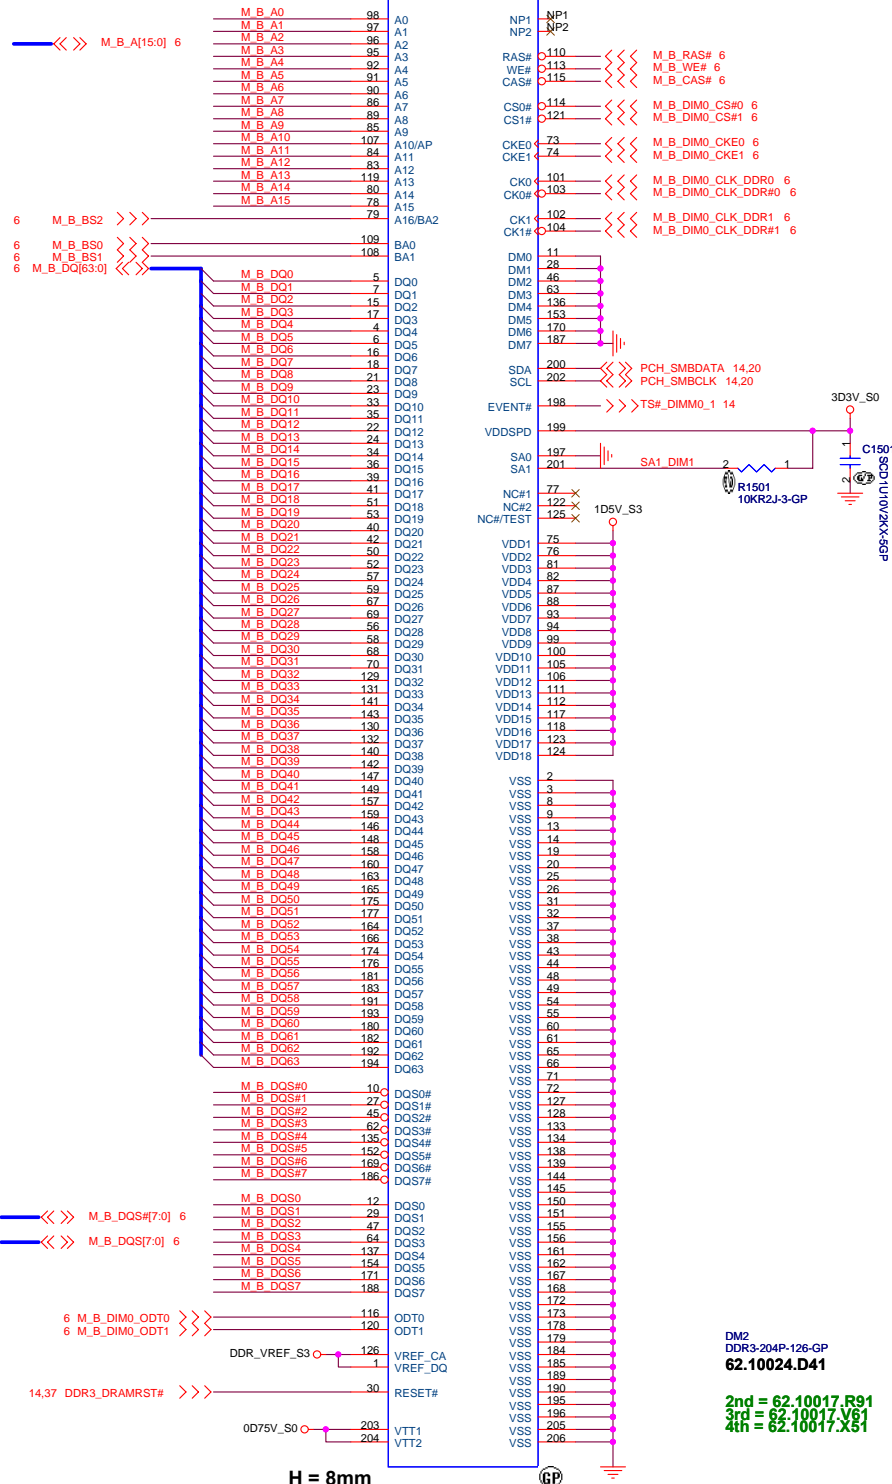 M_B_A[15:0] 6
M_B_A0 98 A0
M_B_A1 97 A1
M_B_A2 96 A2
M_B_A3 95 A3
M_B_A4 92 A4
M_B_A5 91 A5
M_B_A6 90 A6
M_B_A7 86 A7
M_B_A8 89 A8
M_B_A9 85 A9
M_B_A10 107 A10/AP
M_B_A11 84 A11
M_B_A12 83 A12
M_B_A13 119 A13
M_B_A14 80 A14
M_B_A15 78 A15
6 M_B_BS2 79 A16/BA2
6 M_B_BS0 109 BA0
6 M_B_BS1 108 BA1
6 M_B_DQ[63:0]
M_B_DQ0 5 DQ0
M_B_DQ1 7 DQ1
M_B_DQ2 15 DQ2
M_B_DQ3 17 DQ3
M_B_DQ4 4 DQ4
M_B_DQ5 6 DQ5
M_B_DQ6 16 DQ6
M_B_DQ7 18 DQ7
M_B_DQ8 21 DQ8
M_B_DQ9 23 DQ9
M_B_DQ10 33 DQ10
M_B_DQ11 35 DQ11
M_B_DQ12 22 DQ12
M_B_DQ13 24 DQ13
M_B_DQ14 34 DQ14
M_B_DQ15 36 DQ15
M_B_DQ16 39 DQ16
M_B_DQ17 41 DQ17
M_B_DQ18 51 DQ18
M_B_DQ19 53 DQ19
M_B_DQ20 40 DQ20
M_B_DQ21 42 DQ21
M_B_DQ22 50 DQ22
M_B_DQ23 52 DQ23
M_B_DQ24 57 DQ24
M_B_DQ25 59 DQ25
M_B_DQ26 67 DQ26
M_B_DQ27 69 DQ27
M_B_DQ28 56 DQ28
M_B_DQ29 58 DQ29
M_B_DQ30 68 DQ30
M_B_DQ31 70 DQ31
M_B_DQ32 129 DQ32
M_B_DQ33 131 DQ33
M_B_DQ34 141 DQ34
M_B_DQ35 143 DQ35
M_B_DQ36 130 DQ36
M_B_DQ37 132 DQ37
M_B_DQ38 140 DQ38
M_B_DQ39 142 DQ39
M_B_DQ40 147 DQ40
M_B_DQ41 149 DQ41
M_B_DQ42 157 DQ42
M_B_DQ43 159 DQ43
M_B_DQ44 146 DQ44
M_B_DQ45 148 DQ45
M_B_DQ46 158 DQ46
M_B_DQ47 160 DQ47
M_B_DQ48 163 DQ48
M_B_DQ49 165 DQ49
M_B_DQ50 175 DQ50
M_B_DQ51 177 DQ51
M_B_DQ52 164 DQ52
M_B_DQ53 166 DQ53
M_B_DQ54 174 DQ54
M_B_DQ55 176 DQ55
M_B_DQ56 181 DQ56
M_B_DQ57 183 DQ57
M_B_DQ58 191 DQ58
M_B_DQ59 193 DQ59
M_B_DQ60 180 DQ60
M_B_DQ61 182 DQ61
M_B_DQ62 192 DQ62
M_B_DQ63 194 DQ63
M_B_DQS#0 10 DQS0#
M_B_DQS#1 27 DQS1#
M_B_DQS#2 45 DQS2#
M_B_DQS#3 62 DQS3#
M_B_DQS#4 135 DQS4#
M_B_DQS#5 152 DQS5#
M_B_DQS#6 169 DQS6#
M_B_DQS#7 186 DQS7#
M_B_DQS#[7:0] 6
M_B_DQS[7:0] 6
M_B_DQS0 12 DQS0
M_B_DQS1 29 DQS1
M_B_DQS2 47 DQS2
M_B_DQS3 64 DQS3
M_B_DQS4 137 DQS4
M_B_DQS5 154 DQS5
M_B_DQS6 171 DQS6
M_B_DQS7 188 DQS7
6 M_B_DIM0_ODT0 116 ODT0
6 M_B_DIM0_ODT1 120 ODT1
DDR_VREF_S3 126 VREF_CA
1 VREF_DQ
14,37 DDR3_DRAMRST# 30 RESET#
0D75V_S0 203 VTT1
204 VTT2
H = 8mm
NP1 NP1
NP2 NP2
RAS# 110 M_B_RAS# 6
WE# 113 M_B_WE# 6
CAS# 115 M_B_CAS# 6
CS0# 114 M_B_DIM0_CS#0 6
CS1# 121 M_B_DIM0_CS#1 6
CKE0 73 M_B_DIM0_CKE0 6
CKE1 74 M_B_DIM0_CKE1 6
CK0 101 M_B_DIM0_CLK_DDR0 6
CK0# 103 M_B_DIM0_CLK_DDR#0 6
CK1 102 M_B_DIM0_CLK_DDR1 6
CK1# 104 M_B_DIM0_CLK_DDR#1 6
DM0 11
DM1 28
DM2 46
DM3 63
DM4 136
DM5 153
DM6 170
DM7 187
SDA 200 PCH_SMBDATA 14,20
SCL 202 PCH_SMBCLK 14,20
EVENT# 198 TS#_DIMM0_1 14
VDDSPD 199
3D3V_S0
SA0 197
SA1 201 SA1_DIM1 2 1
R1501
10KR2J-3-GP
1 2 C1501
SCD1U10V2KX-5GP
NC#1 77
NC#2 122
NC#/TEST 125
1D5V_S3
VDD1 75
VDD2 76
VDD3 81
VDD4 82
VDD5 87
VDD6 88
VDD7 93
VDD8 94
VDD9 99
VDD10 100
VDD11 105
VDD12 106
VDD13 111
VDD14 112
VDD15 117
VDD16 118
VDD17 123
VDD18 124
VSS 2
VSS 3
VSS 8
VSS 9
VSS 13
VSS 14
VSS 19
VSS 20
VSS 25
VSS 26
VSS 31
VSS 32
VSS 37
VSS 38
VSS 43
VSS 44
VSS 48
VSS 49
VSS 54
VSS 55
VSS 60
VSS 61
VSS 65
VSS 66
VSS 71
VSS 72
VSS 127
VSS 128
VSS 133
VSS 134
VSS 138
VSS 139
VSS 144
VSS 145
VSS 150
VSS 151
VSS 155
VSS 156
VSS 161
VSS 162
VSS 167
VSS 168
VSS 172
VSS 173
VSS 178
VSS 179
VSS 184
VSS 185
VSS 189
VSS 190
VSS 195
VSS 196
VSS 205
VSS 206
GP
DM2
DDR3-204P-126-GP
62.10024.D41
2nd = 62.10017.R91
3rd = 62.10017.V61
4th = 62.10017.X51